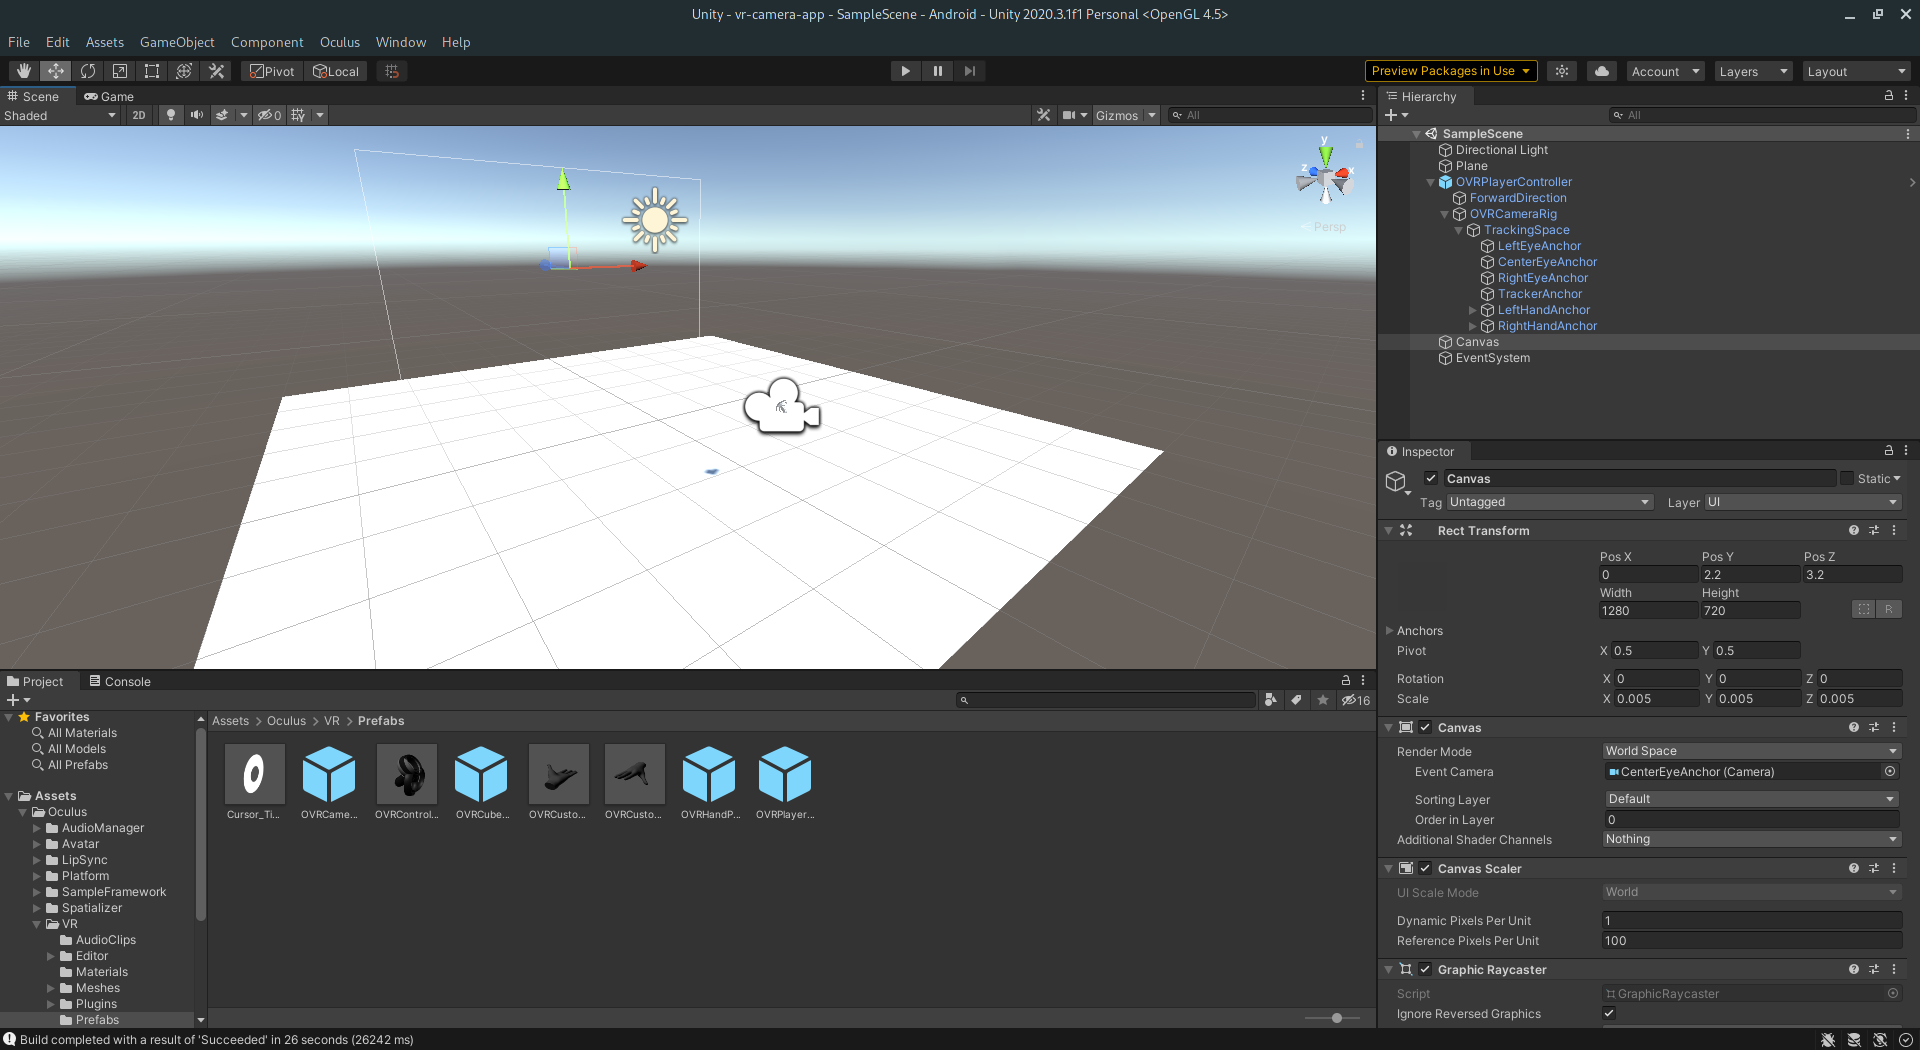 Unity - vr-camera-app - SampleScene - Android - Unity 2020.3.1f1 Personal <OpenGL 4.5>
File Edit Assets GameObject Component Oculus Window Help
Pivot Local Preview Packages in Use Account Layers Layout
Scene Game
Shaded 2D 0 Gizmos All
y
z x
Persp
Hierarchy
All
SampleScene
Directional Light
Plane
OVRPlayerController
ForwardDirection
OVRCameraRig
TrackingSpace
LeftEyeAnchor
CenterEyeAnchor
RightEyeAnchor
TrackerAnchor
LeftHandAnchor
RightHandAnchor
Canvas
EventSystem
Inspector
Canvas Static
Tag Untagged Layer UI
Rect Transform
Pos X Pos Y Pos Z
0 2.2 3.2
Width Height
1280 720 R
Anchors
Pivot X 0.5 Y 0.5
Rotation X 0 Y 0 Z 0
Scale X 0.005 Y 0.005 Z 0.005
Canvas
Render Mode World Space
Event Camera CenterEyeAnchor (Camera)
Sorting Layer Default
Order in Layer 0
Additional Shader Channels Nothing
Canvas Scaler
UI Scale Mode World
Dynamic Pixels Per Unit 1
Reference Pixels Per Unit 100
Graphic Raycaster
Script GraphicRaycaster
Ignore Reversed Graphics
Project Console
16
Favorites
All Materials
All Models
All Prefabs
Assets
Oculus
AudioManager
Avatar
LipSync
Platform
SampleFramework
Spatializer
VR
AudioClips
Editor
Materials
Meshes
Plugins
Prefabs
Assets > Oculus > VR > Prefabs
Cursor_Ti... OVRCame... OVRControl... OVRCube... OVRCusto... OVRCusto... OVRHandP... OVRPlayer...
Build completed with a result of 'Succeeded' in 26 seconds (26242 ms)